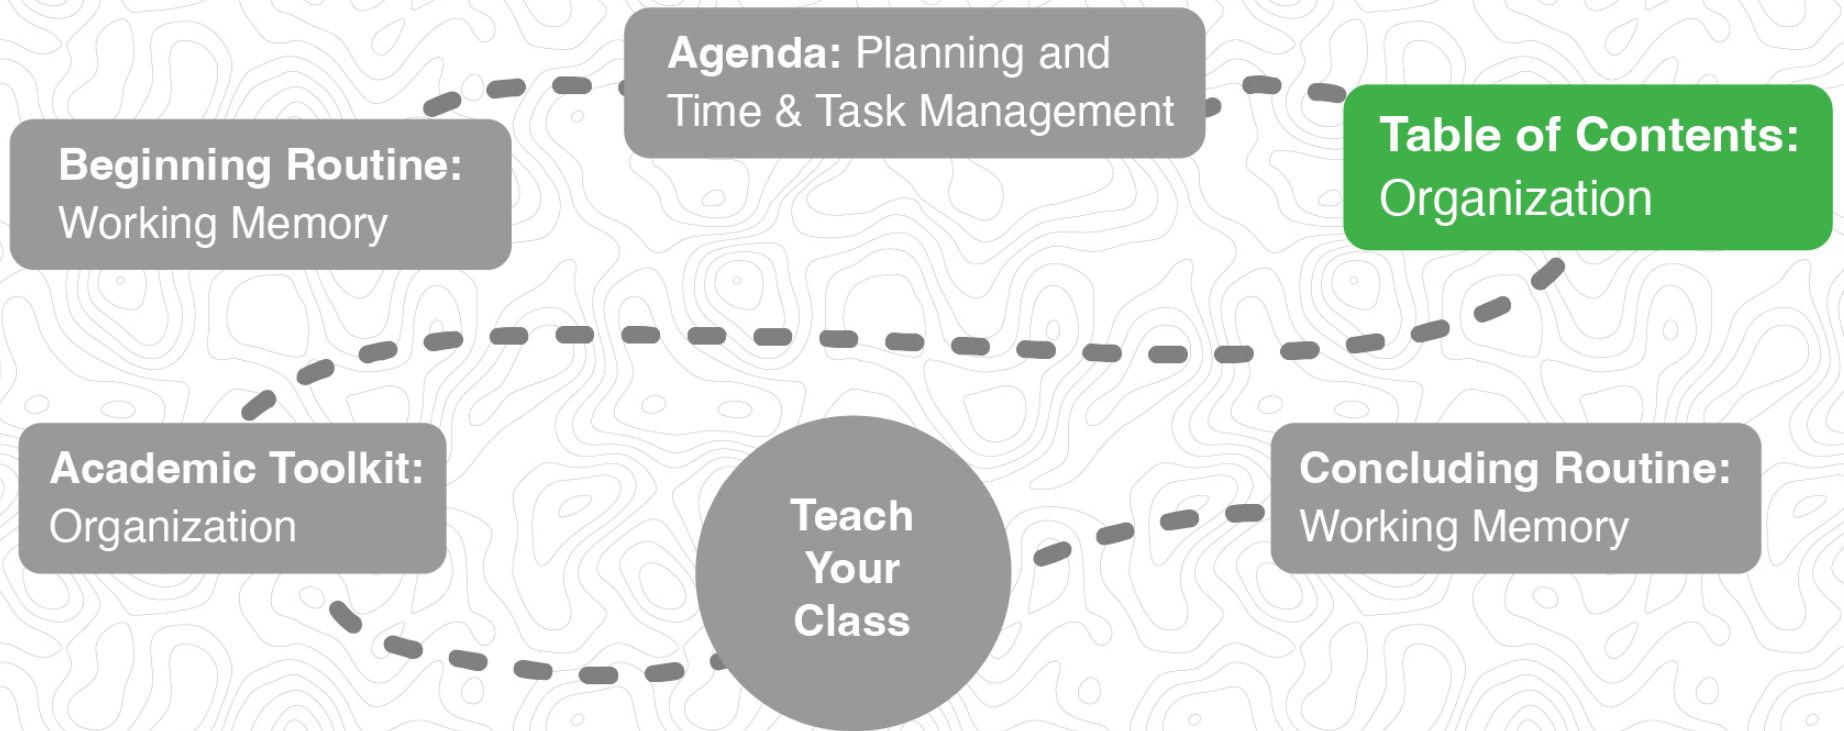 Agenda: Planning and
Time & Task Management
Beginning Routine:
Working Memory
Table of Contents:
Organization
Academic Toolkit:
Organization
Teach
Your
Class
Concluding Routine:
Working Memory